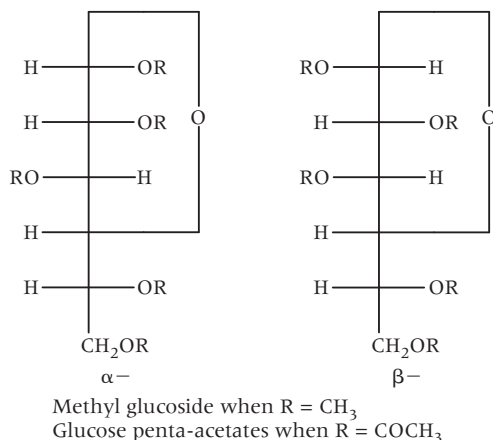 H OR RO H
H OR O H OR O
RO H RO H
H H
H OR H OR
CH₂OR CH₂OR
α− β−
Methyl glucoside when R = CH₃
Glucose penta-acetates when R = COCH₃